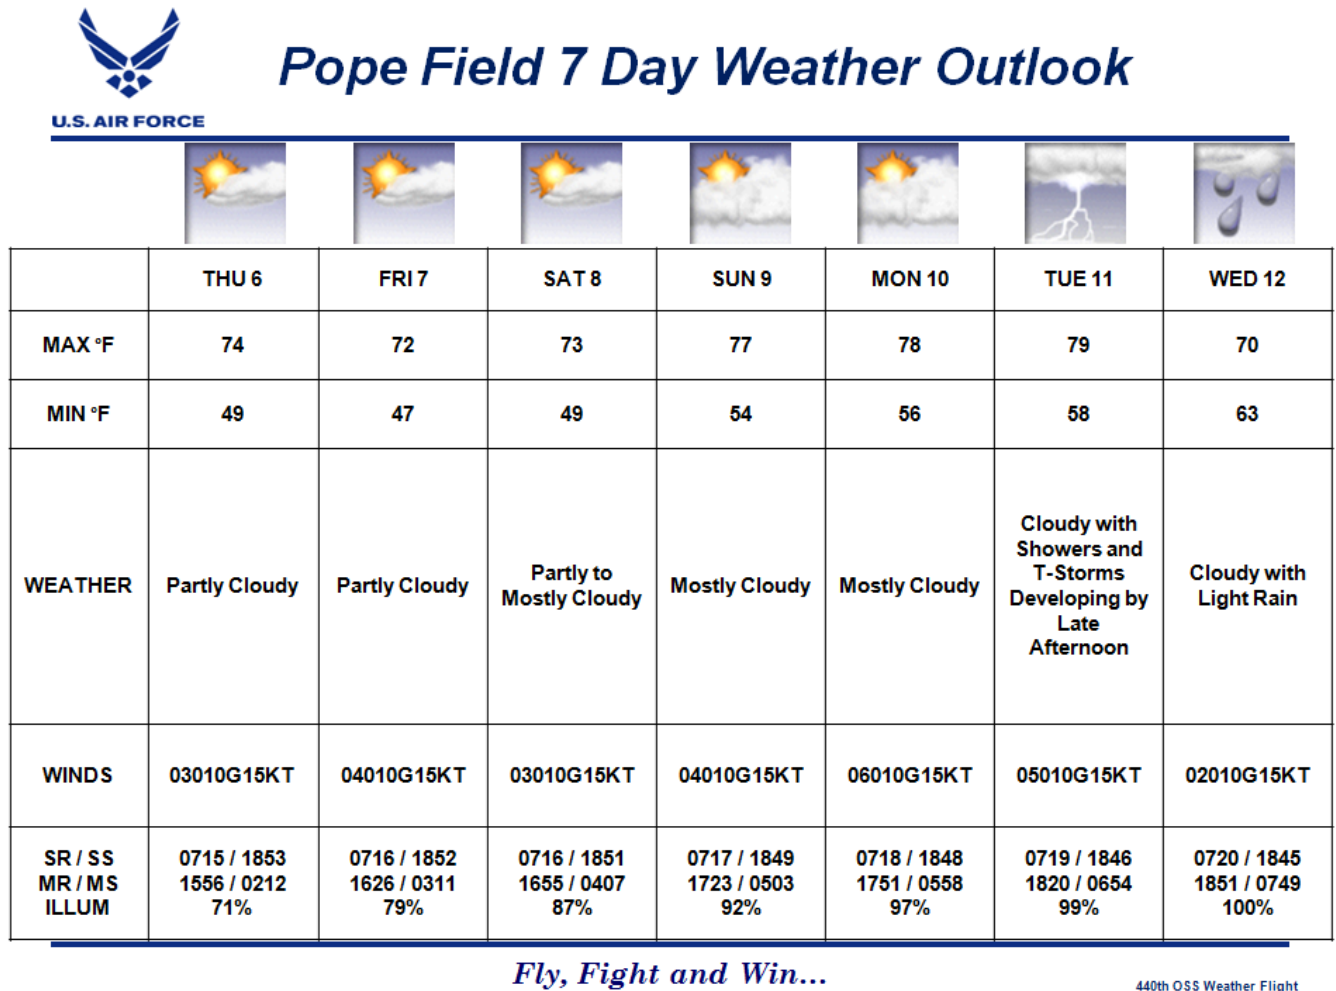 Pope Field 7 Day Weather Outlook
U.S. AIR FORCE
THU 6 FRI 7 SAT 8 SUN 9 MON 10 TUE 11 WED 12
MAX °F 74 72 73 77 78 79 70
MIN °F 49 47 49 54 56 58 63
WEATHER
Partly Cloudy
Partly Cloudy
Partly to
Mostly Cloudy
Mostly Cloudy
Mostly Cloudy
Cloudy with
Showers and
T-Storms
Developing by
Late
Afternoon
Cloudy with
Light Rain
WINDS 03010G15KT 04010G15KT 03010G15KT 04010G15KT 06010G15KT 05010G15KT 02010G15KT
SR / SS 0715 / 1853 0716 / 1852 0716 / 1851 0717 / 1849 0718 / 1848 0719 / 1846 0720 / 1845
MR / MS 1556 / 0212 1626 / 0311 1655 / 0407 1723 / 0503 1751 / 0558 1820 / 0654 1851 / 0749
ILLUM 71% 79% 87% 92% 97% 99% 100%
Fly, Fight and Win...
440th OSS Weather Flight